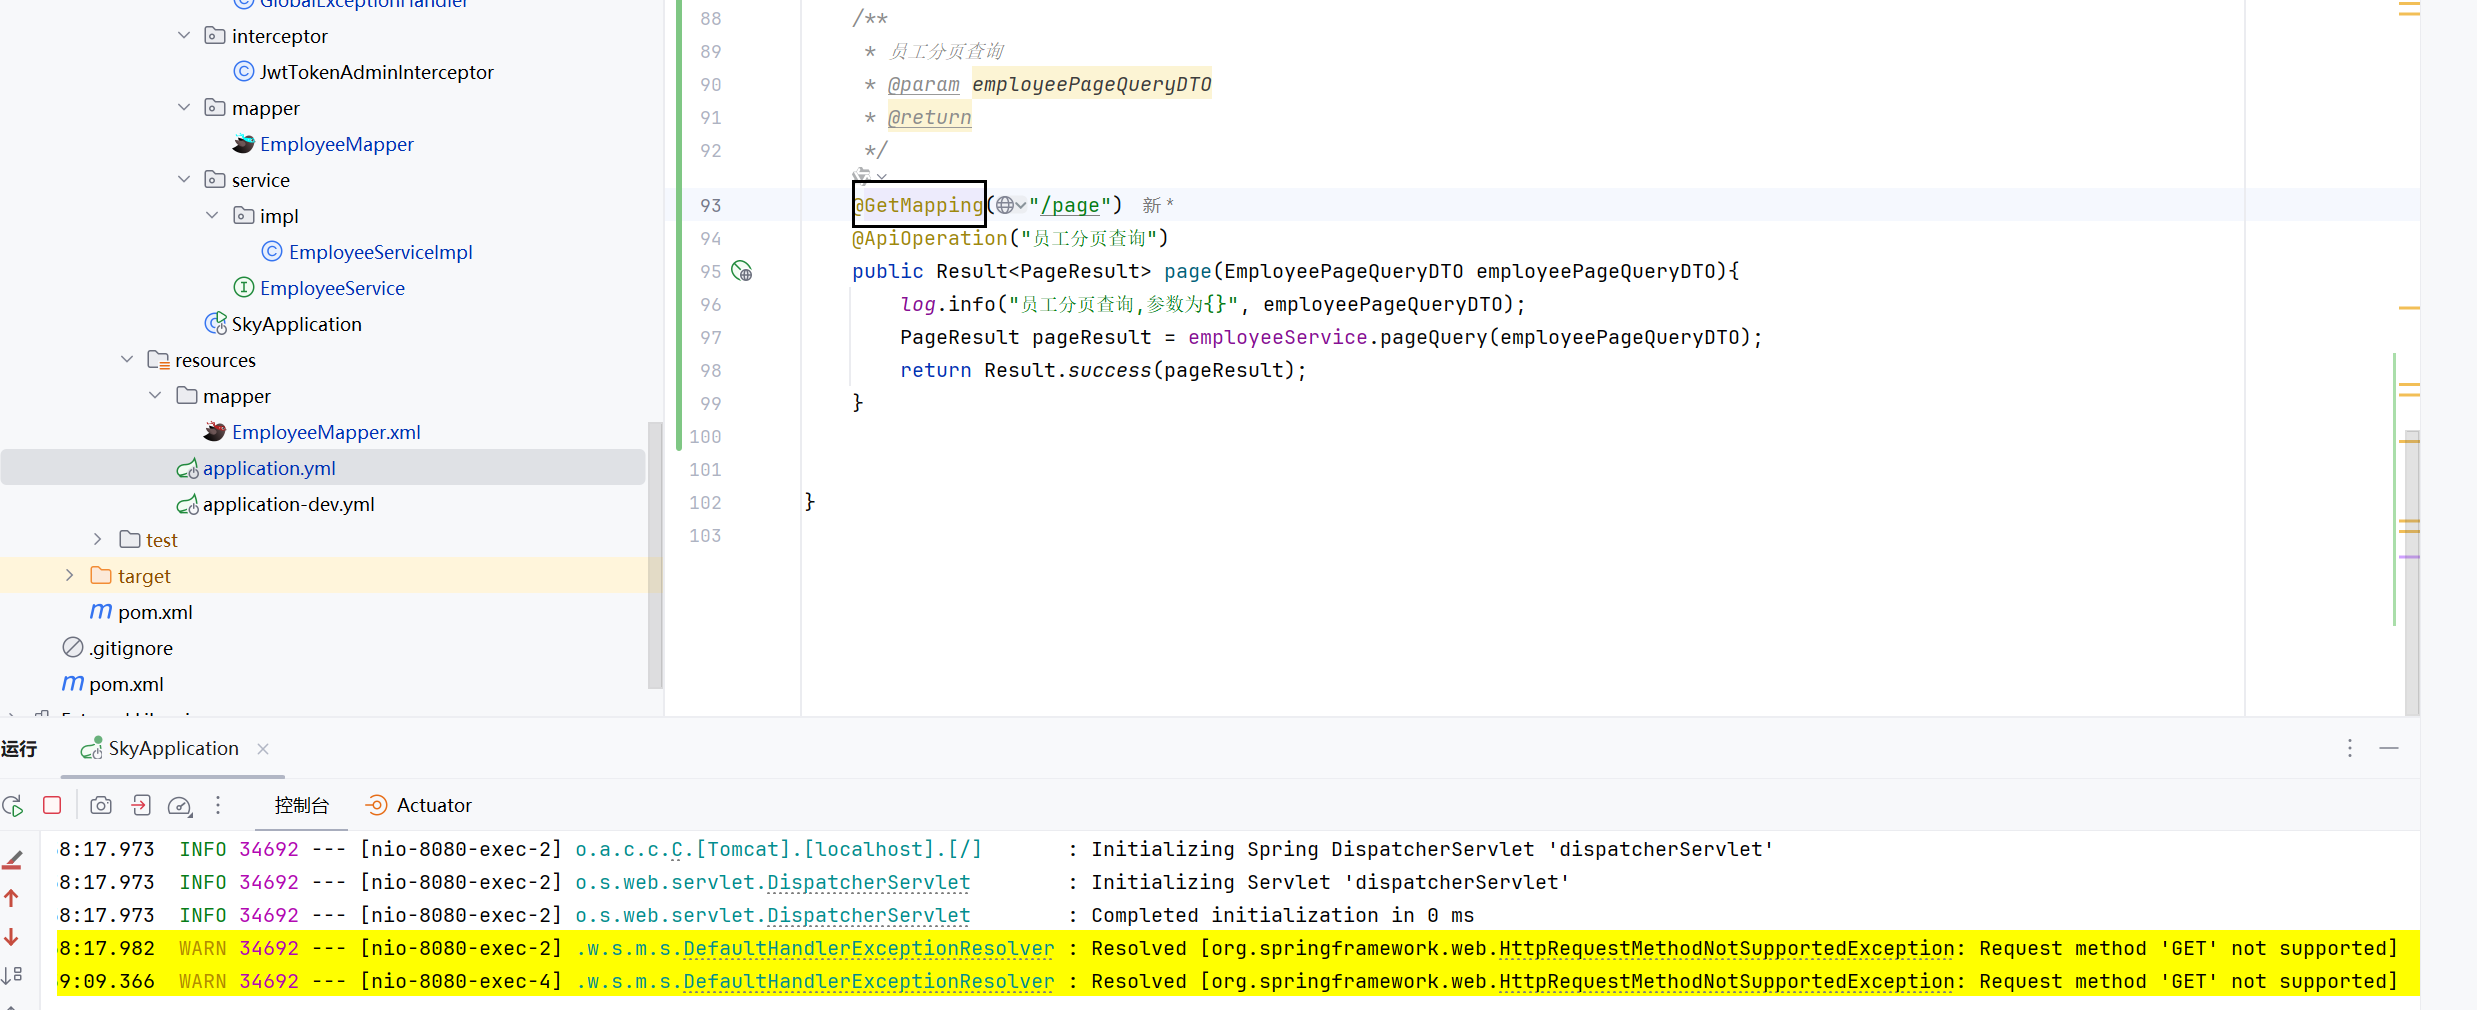 GlobalExceptionHandler
interceptor
JwtTokenAdminInterceptor
mapper
EmployeeMapper
service
impl
EmployeeServiceImpl
EmployeeService
SkyApplication
resources
mapper
EmployeeMapper.xml
application.yml
application-dev.yml
test
target
pom.xml
.gitignore
pom.xml
88 /**
89 * 员工分页查询
90 * @param employeePageQueryDTO
91 * @return
92 */
93 @GetMapping("/page") 新 *
94 @ApiOperation("员工分页查询")
95 public Result<PageResult> page(EmployeePageQueryDTO employeePageQueryDTO){
96 log.info("员工分页查询,参数为{}", employeePageQueryDTO);
97 PageResult pageResult = employeeService.pageQuery(employeePageQueryDTO);
98 return Result.success(pageResult);
99 }
100
101
102 }
103
运行 SkyApplication
控制台 Actuator
8:17.973 INFO 34692 --- [nio-8080-exec-2] o.a.c.c.C.[Tomcat].[localhost].[/] : Initializing Spring DispatcherServlet 'dispatcherServlet'
8:17.973 INFO 34692 --- [nio-8080-exec-2] o.s.web.servlet.DispatcherServlet : Initializing Servlet 'dispatcherServlet'
8:17.973 INFO 34692 --- [nio-8080-exec-2] o.s.web.servlet.DispatcherServlet : Completed initialization in 0 ms
8:17.982 WARN 34692 --- [nio-8080-exec-2] .w.s.m.s.DefaultHandlerExceptionResolver : Resolved [org.springframework.web.HttpRequestMethodNotSupportedException: Request method 'GET' not supported]
9:09.366 WARN 34692 --- [nio-8080-exec-4] .w.s.m.s.DefaultHandlerExceptionResolver : Resolved [org.springframework.web.HttpRequestMethodNotSupportedException: Request method 'GET' not supported]